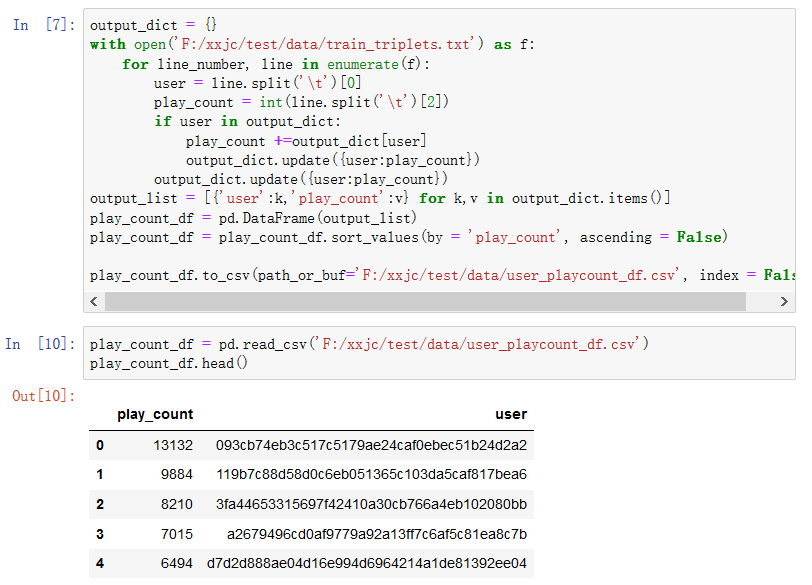 In [7]:
output_dict = {}
with open('F:/xxjc/test/data/train_triplets.txt') as f:
    for line_number, line in enumerate(f):
        user = line.split('\t')[0]
        play_count = int(line.split('\t')[2])
        if user in output_dict:
            play_count +=output_dict[user]
            output_dict.update({user:play_count})
        output_dict.update({user:play_count})
output_list = [{'user':k,'play_count':v} for k,v in output_dict.items()]
play_count_df = pd.DataFrame(output_list)
play_count_df = play_count_df.sort_values(by = 'play_count', ascending = False)
play_count_df.to_csv(path_or_buf='F:/xxjc/test/data/user_playcount_df.csv', index = Fals
In [10]:
play_count_df = pd.read_csv('F:/xxjc/test/data/user_playcount_df.csv')
play_count_df.head()
Out[10]:
play_count user
0 13132 093cb74eb3c517c5179ae24caf0ebec51b24d2a2
1 9884 119b7c88d58d0c6eb051365c103da5caf817bea6
2 8210 3fa44653315697f42410a30cb766a4eb102080bb
3 7015 a2679496cd0af9779a92a13ff7c6af5c81ea8c7b
4 6494 d7d2d888ae04d16e994d6964214a1de81392ee04